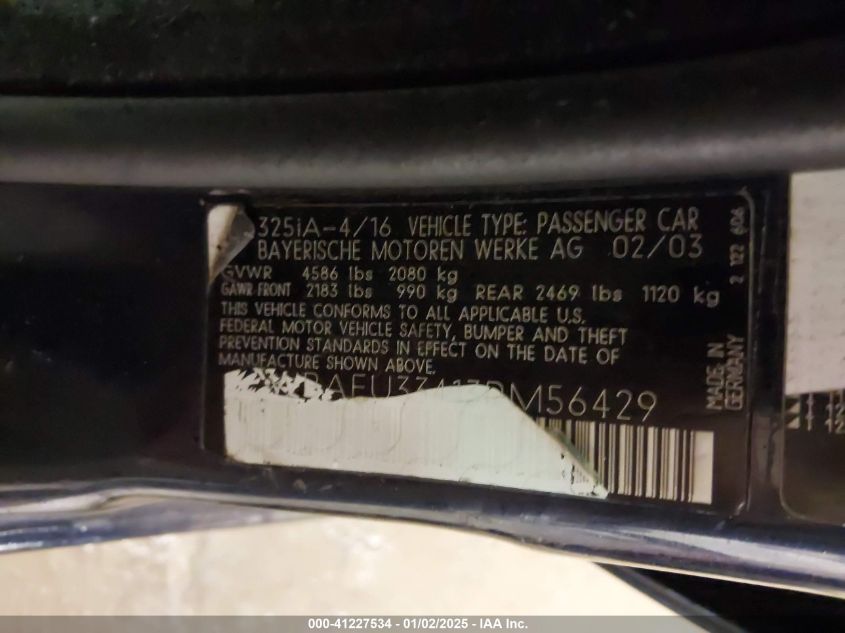 325iA-4/16 VEHICLE TYPE: PASSENGER CAR
BAYERISCHE MOTOREN WERKE AG 02/03
GVWR 4586 lbs 2080 kg
GAWR FRONT 2183 lbs 990 kg REAR 2469 lbs 1120 kg
THIS VEHICLE CONFORMS TO ALL APPLICABLE U.S.
FEDERAL MOTOR VEHICLE SAFETY, BUMPER AND THEFT
PREVENTION STANDARDS IN EFFECT ON THE DATE OF
MANUFACTURE SHOWN ABOVE.
MADE IN
GERMANY
000-41227534 - 01/02/2025 - IAA Inc.